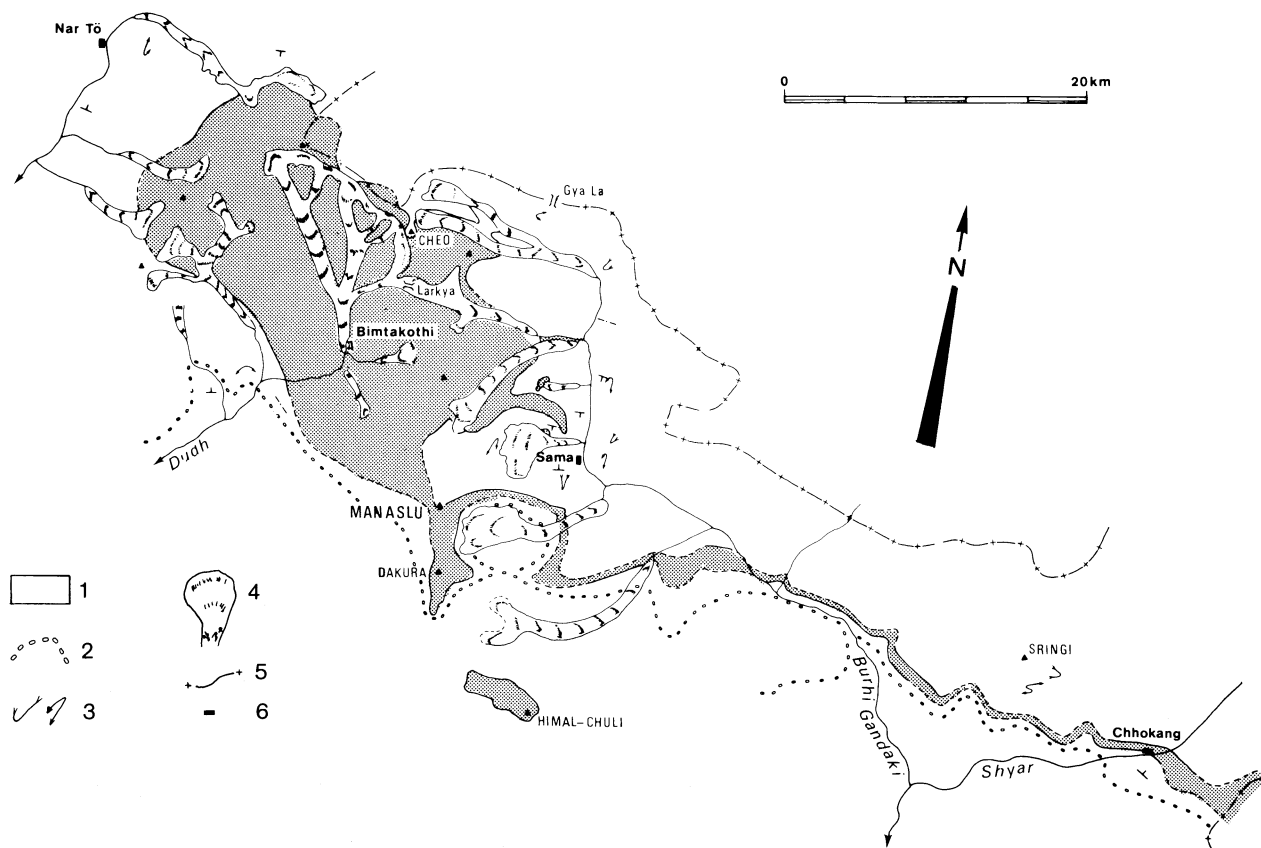 Nar Tö
0 20km
Gya La
CHEO
Larkya
N
Bimtakothi
Dudh
Sama
MANASLU
DAKURA
1
4
2
SRINGI
5
3
6
HIMAL-CHULI
Burhi Gandaki
Chhokang
Shyar